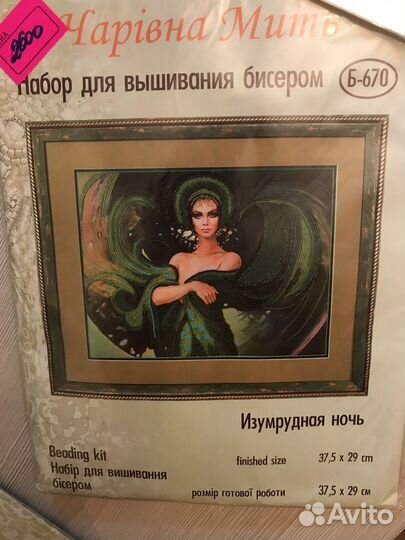 2600
Чарівна Мить
Набор для вышивания бисером Б-670
Изумрудная ночь
Beading kit
Набір для вишивання
бісером
finished size 37,5 x 29 cm
розмір готової роботи 37,5 x 29 см
Avito